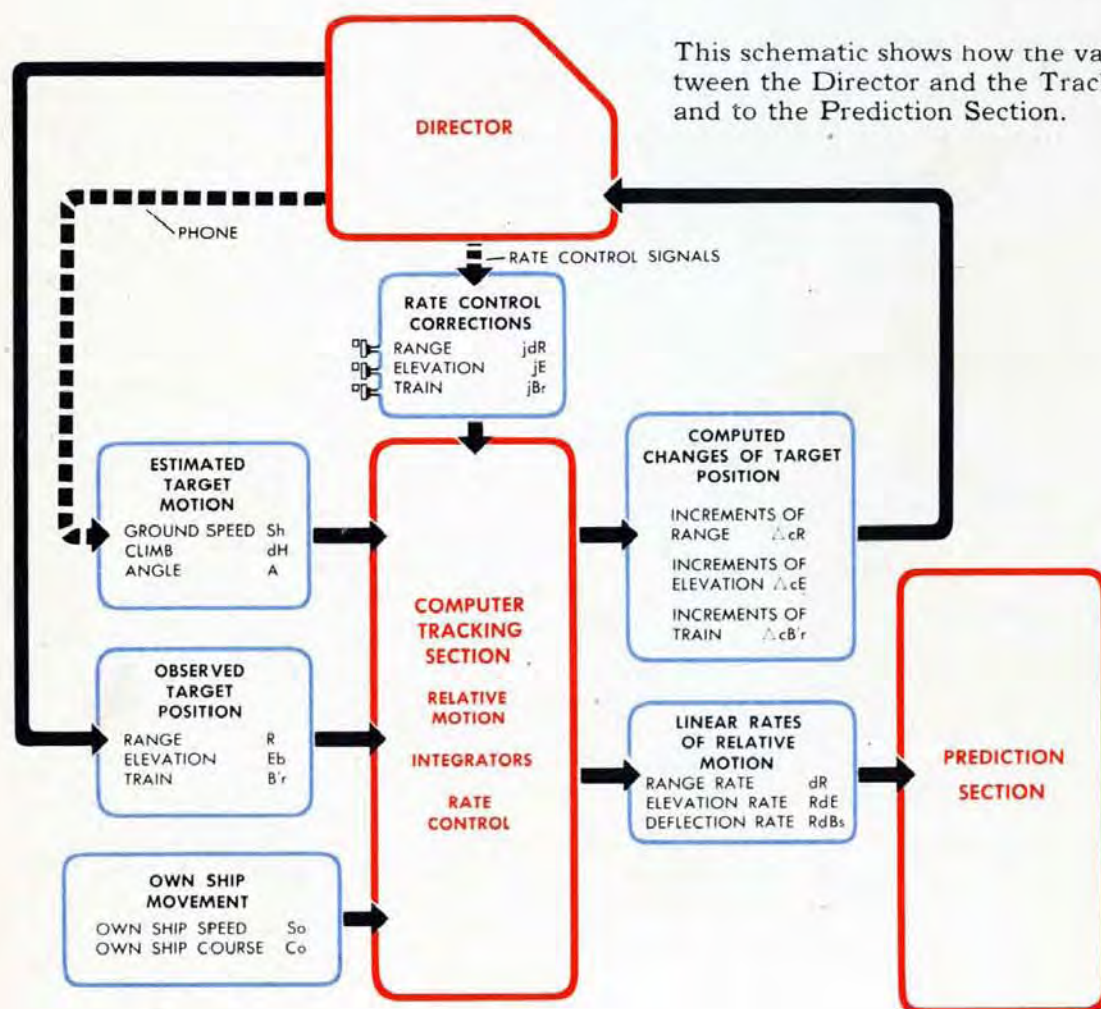 This schematic shows how the va
tween the Director and the Trac
and to the Prediction Section.
DIRECTOR
PHONE
RATE CONTROL SIGNALS
RATE CONTROL
CORRECTIONS
RANGE jdR
ELEVATION jE
TRAIN jBr
ESTIMATED
TARGET
MOTION
GROUND SPEED Sh
CLIMB dH
ANGLE A
OBSERVED
TARGET
POSITION
RANGE R
ELEVATION Eb
TRAIN B'r
OWN SHIP
MOVEMENT
OWN SHIP SPEED So
OWN SHIP COURSE Co
COMPUTER
TRACKING
SECTION
RELATIVE
MOTION
INTEGRATORS
RATE
CONTROL
COMPUTED
CHANGES OF TARGET
POSITION
INCREMENTS OF
RANGE △cR
INCREMENTS OF
ELEVATION △cE
INCREMENTS OF
TRAIN △cB'r
LINEAR RATES
OF RELATIVE
MOTION
RANGE RATE dR
ELEVATION RATE RdE
DEFLECTION RATE RdBs
PREDICTION
SECTION